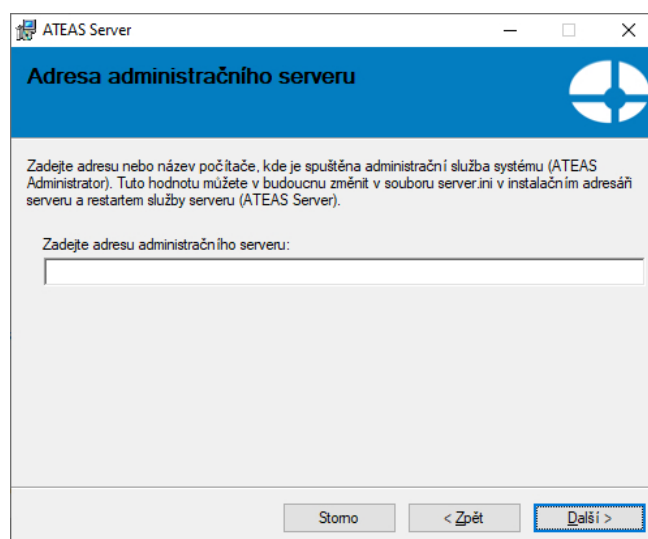 ATEAS Server
Adresa administračního serveru
Zadejte adresu nebo název počítače, kde je spuštěna administrační služba systému (ATEAS
Administrator). Tuto hodnotu můžete v budoucnu změnit v souboru server.ini v instalačním adresáři
serveru a restartem služby serveru (ATEAS Server).
Zadejte adresu administračního serveru:
Storno
< Zpět
Další >